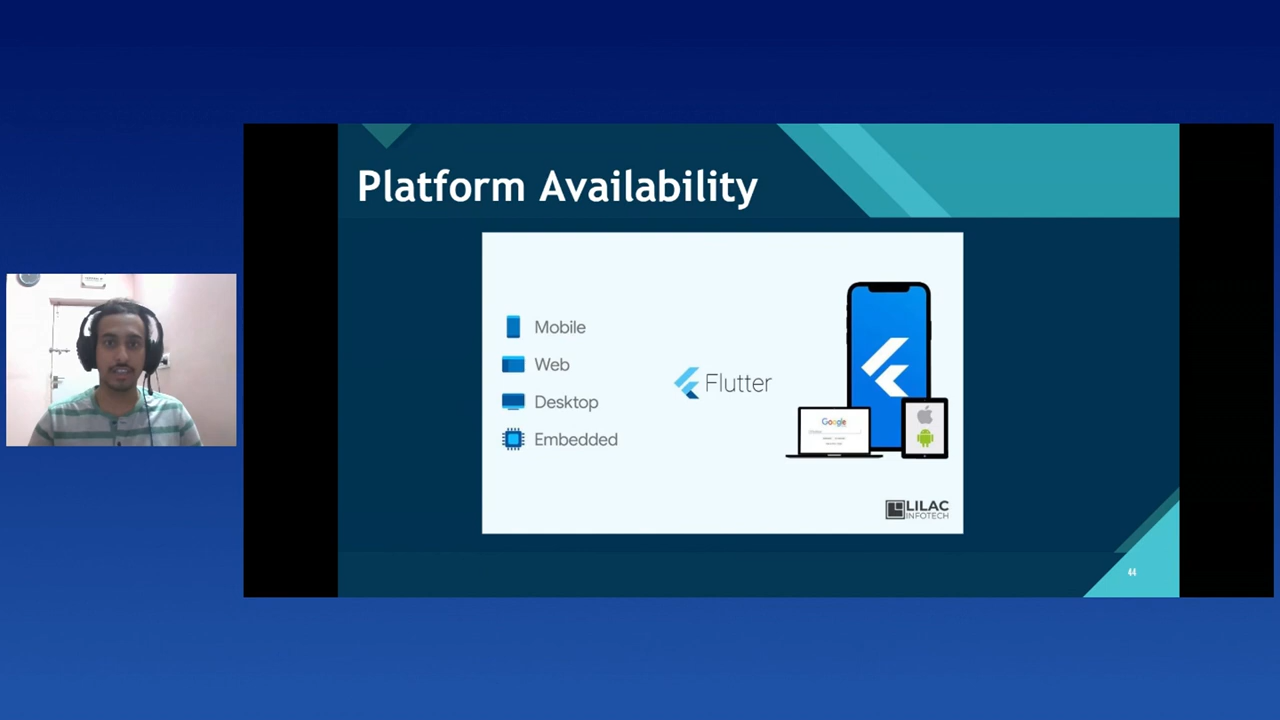 Platform Availability
Mobile
Web
Desktop
Embedded
Flutter
Google
LILAC
INFOTECH
44